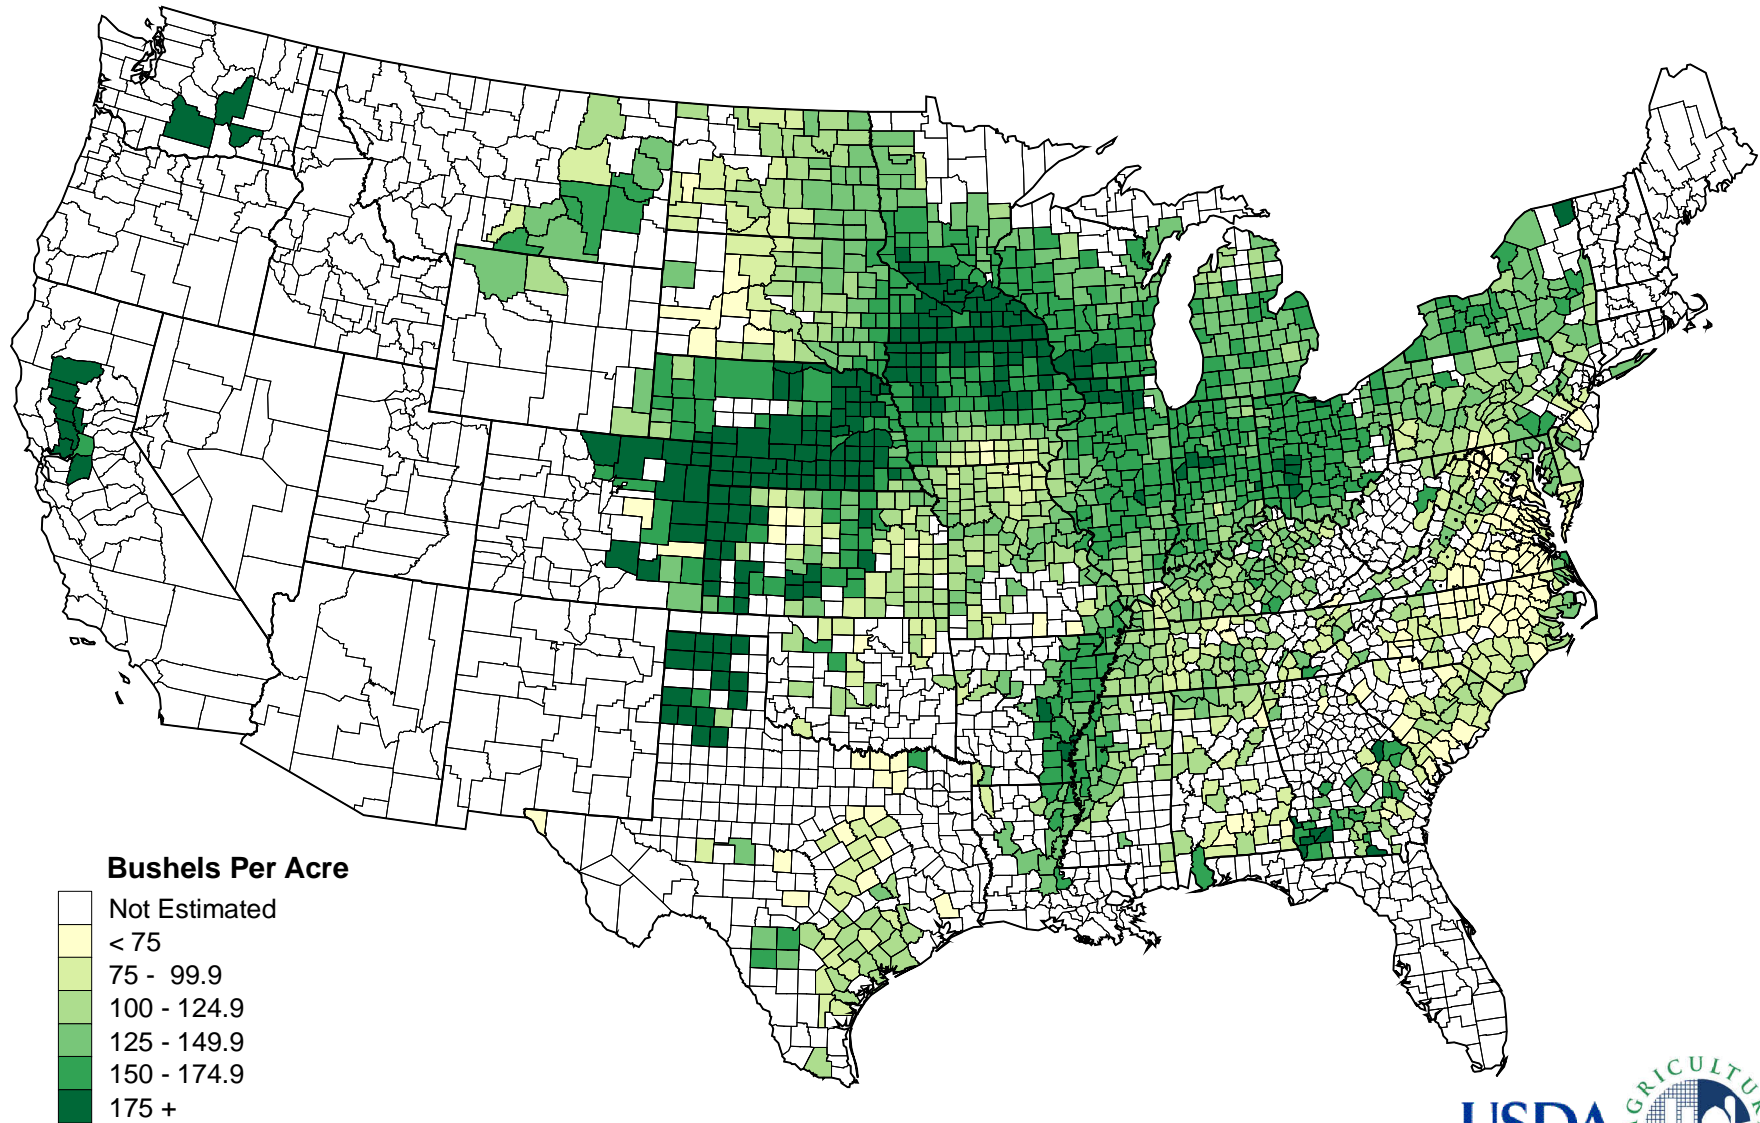 Bushels Per Acre
Not Estimated
< 75
75 - 99.9
100 - 124.9
125 - 149.9
150 - 174.9
175 +
USDA
AGRICULTUR